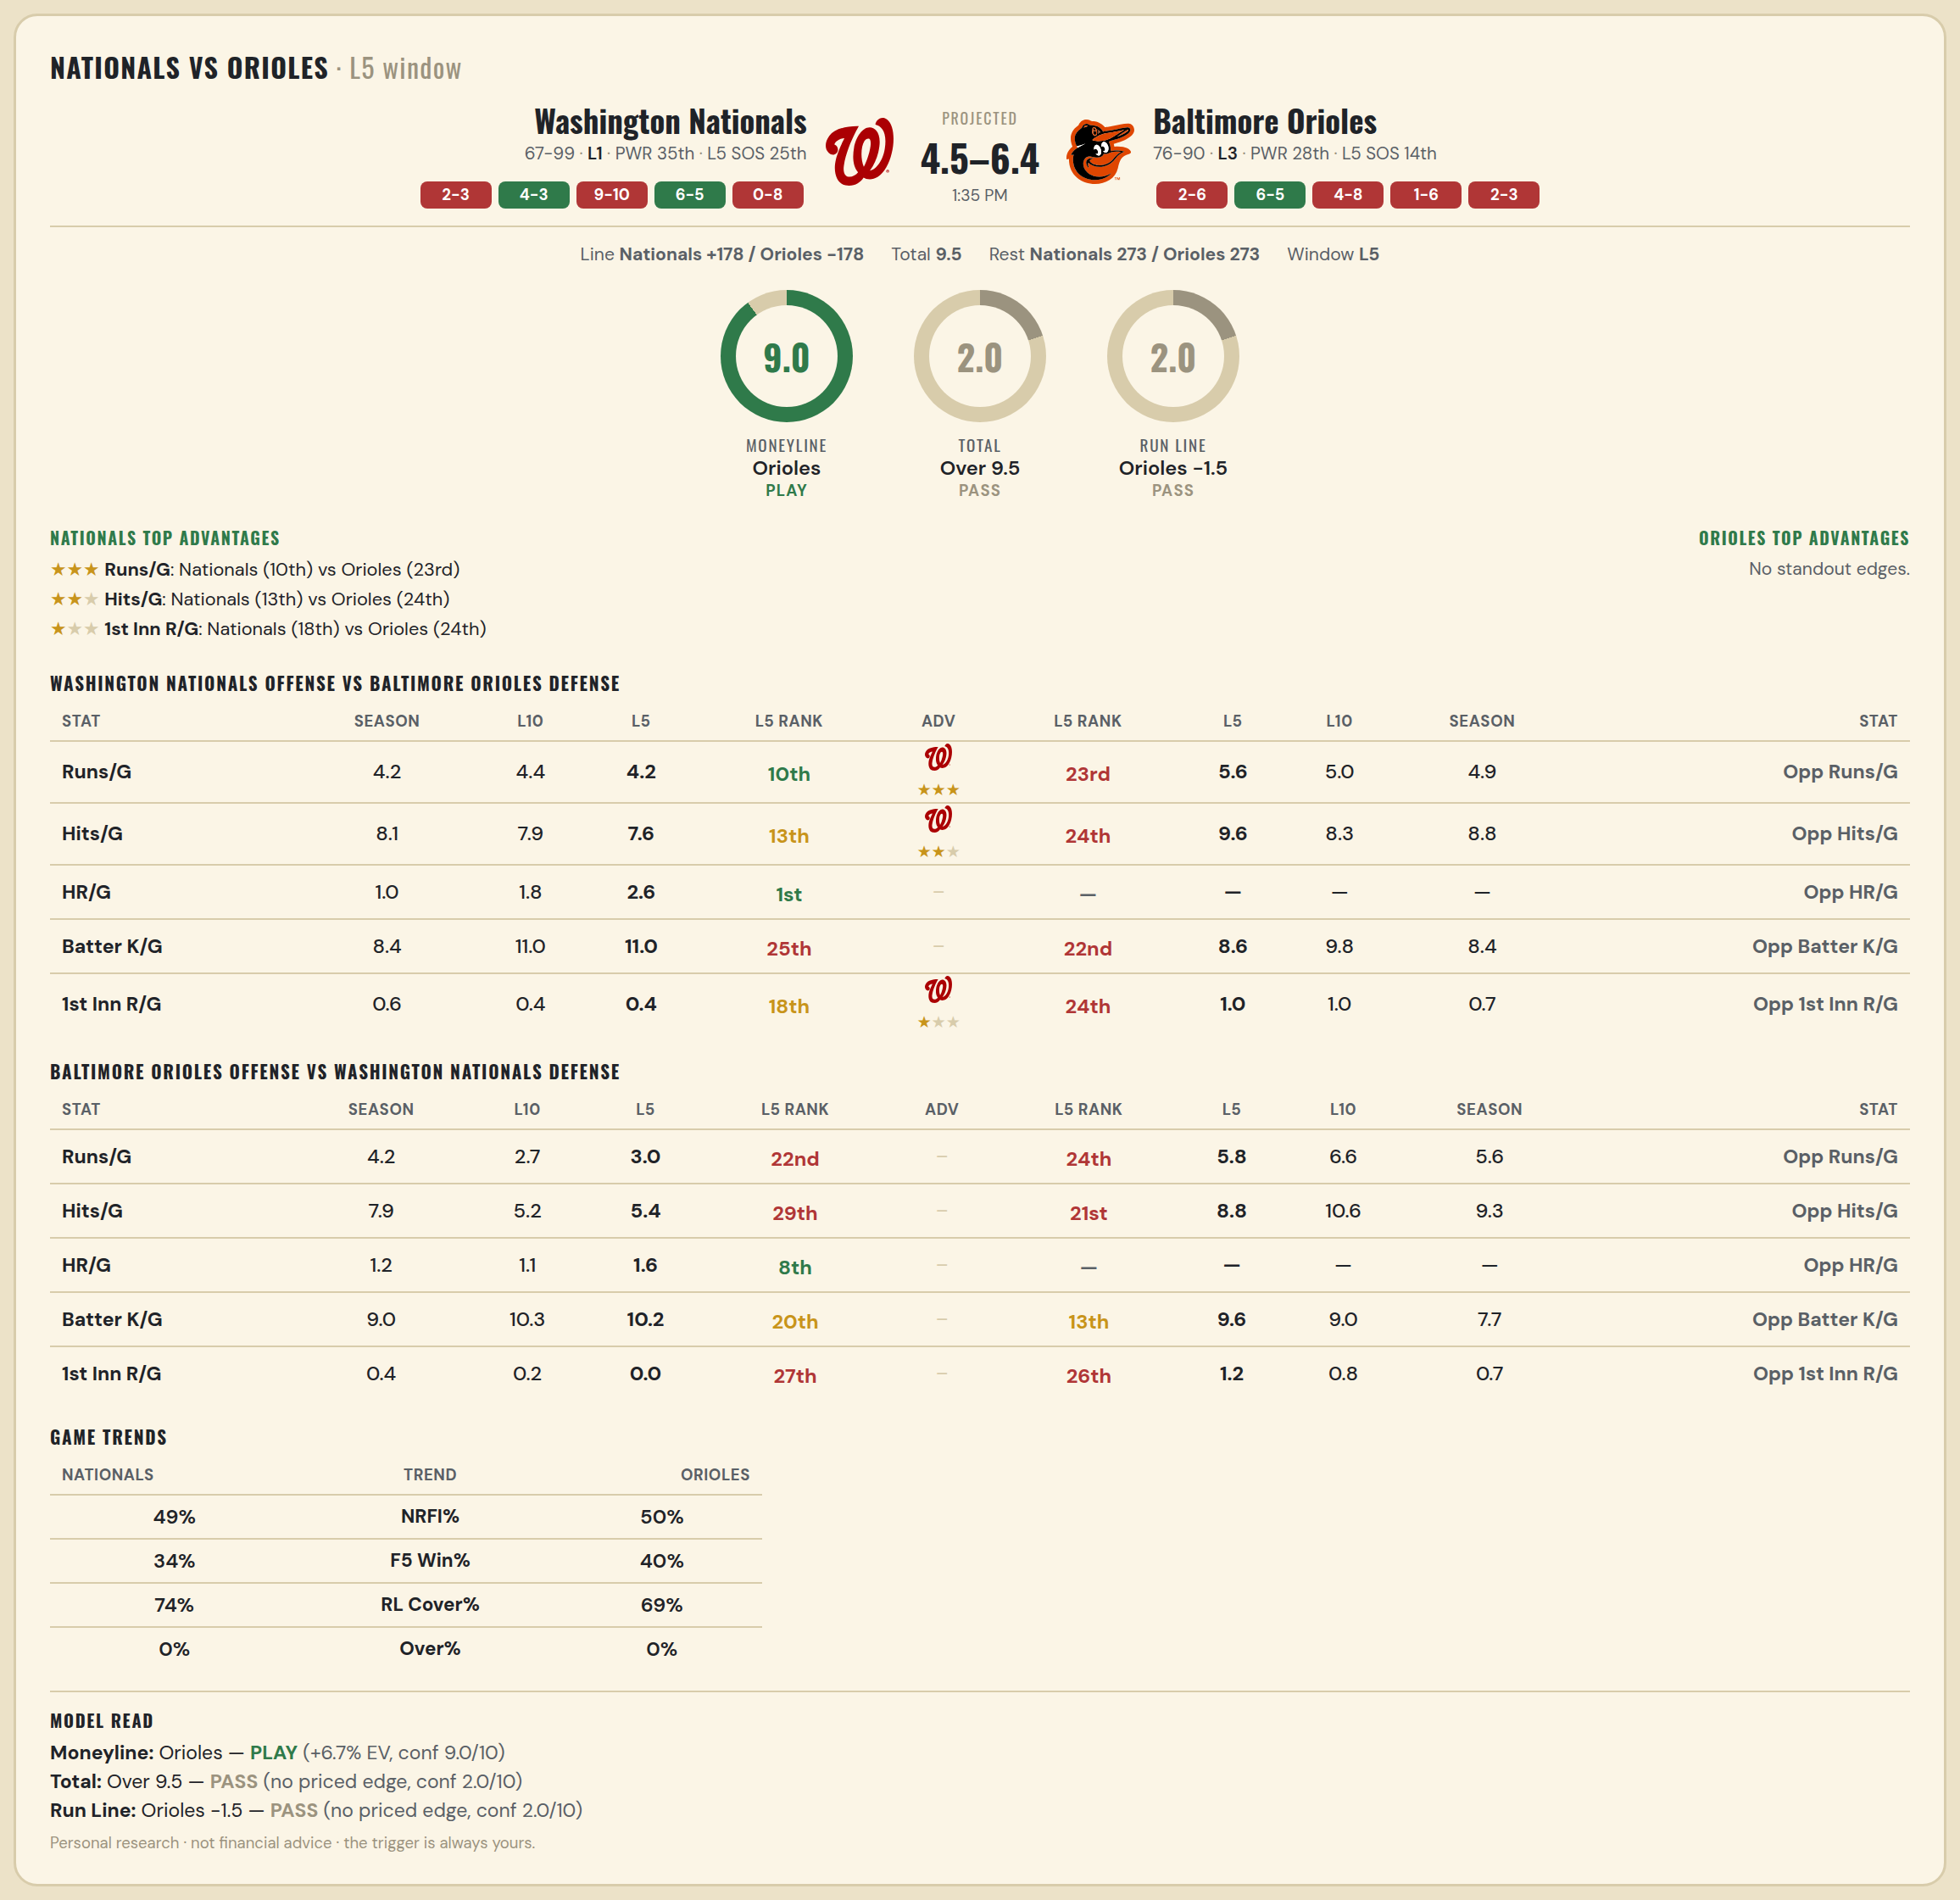 NATIONALS VS ORIOLES · L5 window
Washington Nationals
67-99 · L1 · PWR 35th · L5 SOS 25th
2-3 4-3 9-10 6-5 0-8
W
PROJECTED
4.5–6.4
1:35 PM
Baltimore Orioles
76-90 · L3 · PWR 28th · L5 SOS 14th
2-6 6-5 4-8 1-6 2-3
Line Nationals +178 / Orioles -178 Total 9.5 Rest Nationals 273 / Orioles 273 Window L5
9.0 2.0 2.0
MONEYLINE TOTAL RUN LINE
Orioles Over 9.5 Orioles -1.5
PLAY PASS PASS
NATIONALS TOP ADVANTAGES
★★★ Runs/G: Nationals (10th) vs Orioles (23rd)
★★★ Hits/G: Nationals (13th) vs Orioles (24th)
★★★ 1st Inn R/G: Nationals (18th) vs Orioles (24th)
ORIOLES TOP ADVANTAGES
No standout edges.
WASHINGTON NATIONALS OFFENSE VS BALTIMORE ORIOLES DEFENSE
STAT SEASON L10 L5 L5 RANK ADV L5 RANK L5 L10 SEASON STAT
Runs/G 4.2 4.4 4.2 10th W ★★★ 23rd 5.6 5.0 4.9 Opp Runs/G
Hits/G 8.1 7.9 7.6 13th W ★★★ 24th 9.6 8.3 8.8 Opp Hits/G
HR/G 1.0 1.8 2.6 1st – — — — — Opp HR/G
Batter K/G 8.4 11.0 11.0 25th – 22nd 8.6 9.8 8.4 Opp Batter K/G
1st Inn R/G 0.6 0.4 0.4 18th W ★★★ 24th 1.0 1.0 0.7 Opp 1st Inn R/G
BALTIMORE ORIOLES OFFENSE VS WASHINGTON NATIONALS DEFENSE
STAT SEASON L10 L5 L5 RANK ADV L5 RANK L5 L10 SEASON STAT
Runs/G 4.2 2.7 3.0 22nd – 24th 5.8 6.6 5.6 Opp Runs/G
Hits/G 7.9 5.2 5.4 29th – 21st 8.8 10.6 9.3 Opp Hits/G
HR/G 1.2 1.1 1.6 8th – — — — — Opp HR/G
Batter K/G 9.0 10.3 10.2 20th – 13th 9.6 9.0 7.7 Opp Batter K/G
1st Inn R/G 0.4 0.2 0.0 27th – 26th 1.2 0.8 0.7 Opp 1st Inn R/G
GAME TRENDS
NATIONALS TREND ORIOLES
49% NRFI% 50%
34% F5 Win% 40%
74% RL Cover% 69%
0% Over% 0%
MODEL READ
Moneyline: Orioles — PLAY (+6.7% EV, conf 9.0/10)
Total: Over 9.5 — PASS (no priced edge, conf 2.0/10)
Run Line: Orioles -1.5 — PASS (no priced edge, conf 2.0/10)
Personal research · not financial advice · the trigger is always yours.